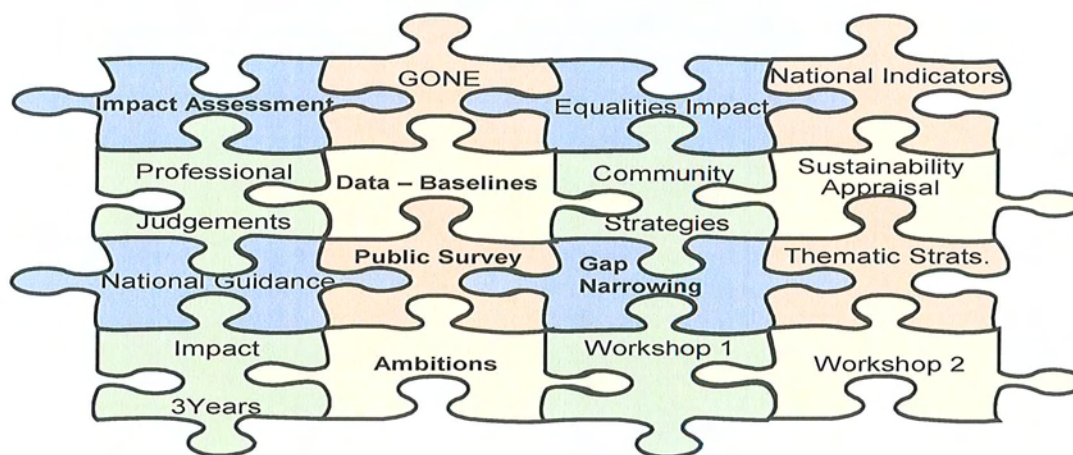 Impact Assessment
GONE
Equalities Impact
National Indicators
Professional
Judgements
Data – Baselines
Community
Strategies
Sustainability
Appraisal
National Guidance
Public Survey
Gap
Narrowing
Thematic Strats.
Impact
3Years
Ambitions
Workshop 1
Workshop 2